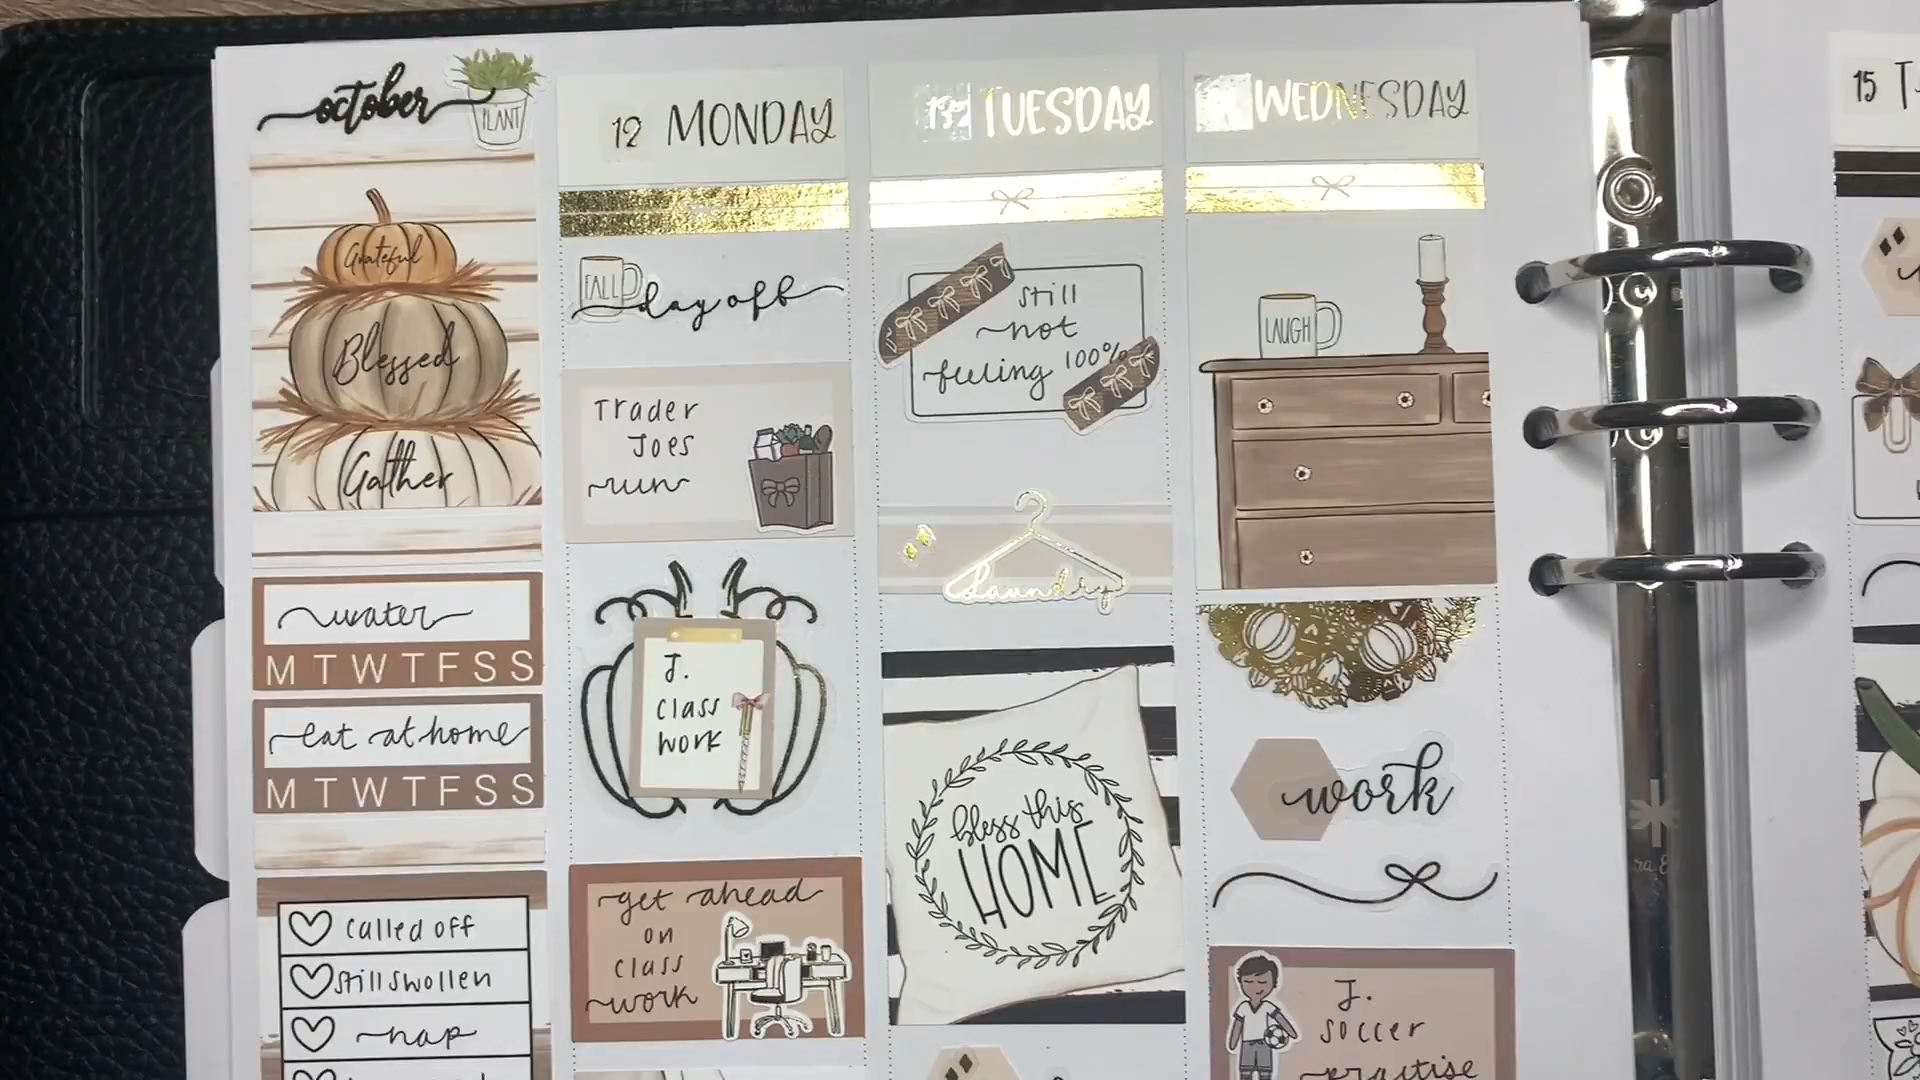 october
PLANT
Grateful
Blessed
Gather
water
M T W T F S S
eat at home
M T W T F S S
called off
still swollen
nap
12 MONDAY
FALL
day off
Trader
Joes
run
J.
class
work
get ahead
on
class
work
13 TUESDAY
still
not
feeling 100%
Laundry
bless this
HOME
WEDNESDAY
LAUGH
work
J.
soccer
practise
15 T